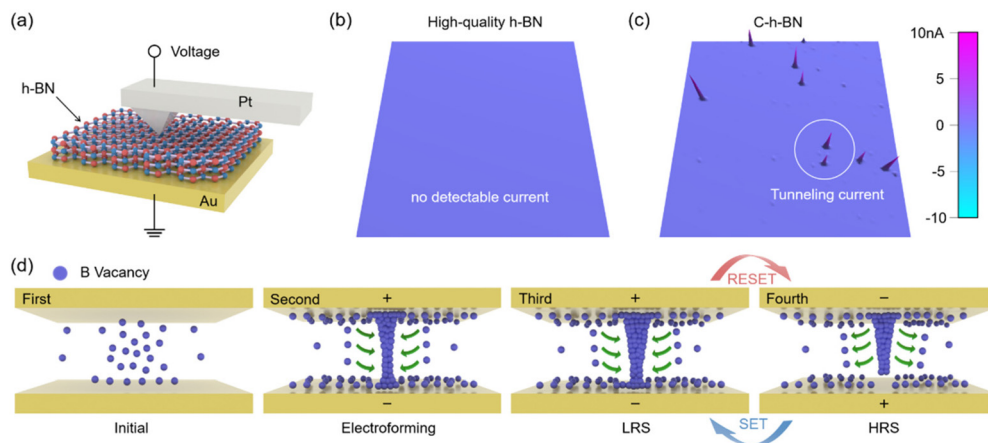 (a)
Voltage
h-BN
Pt
Au
(b)
High-quality h-BN
no detectable current
(c)
C-h-BN
Tunneling current
10nA
5
0
-5
-10
(d)
B Vacancy
RESET
First
Second
+
Third
+
Fourth
−
−
−
+
Initial
Electroforming
LRS
SET
HRS